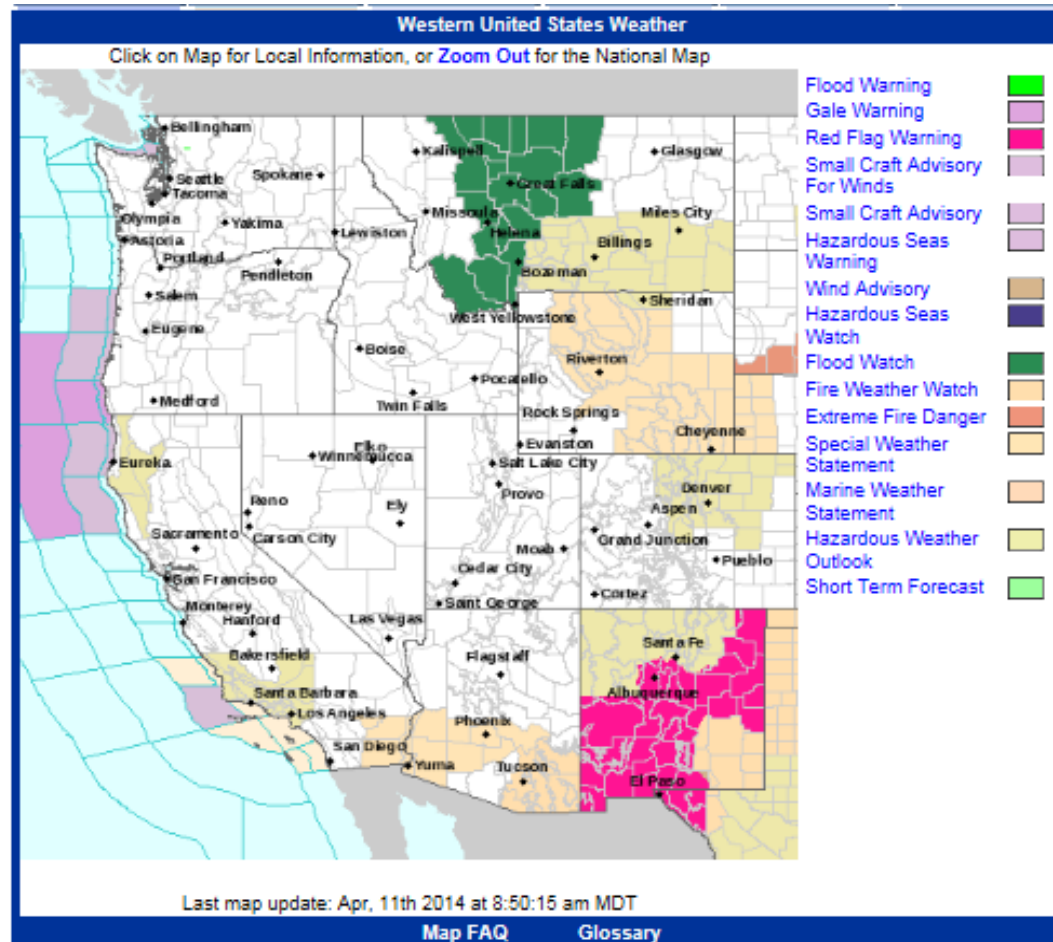 Western United States Weather
Click on Map for Local Information, or Zoom Out for the National Map
Bellingham
Seattle
Tacoma
Olympia
Astoria
Portland
Salem
Eugene
Medford
Spokane
Yakima
Pendleton
Lewiston
Kalispell
Missoula
Great Falls
Helena
Glasgow
Miles City
Billings
Bozeman
West Yellowstone
Sheridan
Boise
Twin Falls
Pocatello
Riverton
Rock Springs
Cheyenne
Evanston
Eureka
Winnemucca
Elko
Salt Lake City
Provo
Reno
Carson City
Ely
Sacramento
San Francisco
Monterey
Hanford
Bakersfield
Las Vegas
Cedar City
Saint George
Moab
Denver
Aspen
Grand Junction
Pueblo
Cortez
Santa Barbara
Los Angeles
San Diego
Yuma
Flagstaff
Phoenix
Tucson
Santa Fe
Albuquerque
El Paso
Flood Warning
Gale Warning
Red Flag Warning
Small Craft Advisory
For Winds
Small Craft Advisory
Hazardous Seas
Warning
Wind Advisory
Hazardous Seas
Watch
Flood Watch
Fire Weather Watch
Extreme Fire Danger
Special Weather
Statement
Marine Weather
Statement
Hazardous Weather
Outlook
Short Term Forecast
Last map update: Apr, 11th 2014 at 8:50:15 am MDT
Map FAQ Glossary